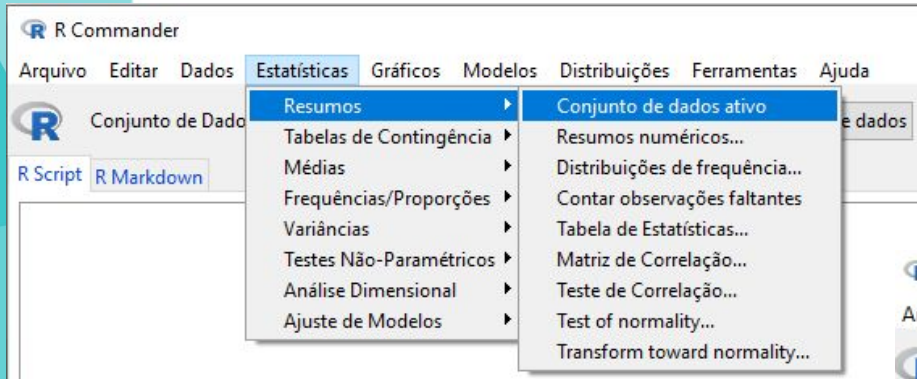 R Commander
Arquivo Editar Dados Estatísticas Gráficos Modelos Distribuições Ferramentas Ajuda
R Conjunto de Dado e dados
R Script R Markdown
Resumos
Tabelas de Contingência
Médias
Frequências/Proporções
Variâncias
Testes Não-Paramétricos
Análise Dimensional
Ajuste de Modelos
Conjunto de dados ativo
Resumos numéricos...
Distribuições de frequência...
Contar observações faltantes
Tabela de Estatísticas...
Matriz de Correlação...
Teste de Correlação...
Test of normality...
Transform toward normality...